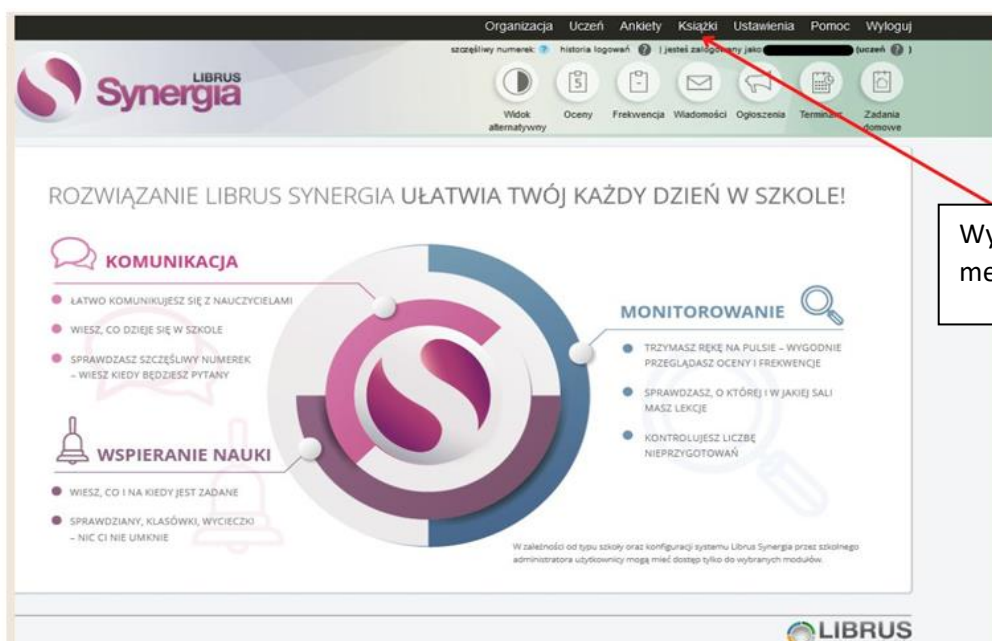 Organizacja Uczeń Ankiety Książki Ustawienia Pomoc Wyloguj
szczęśliwy numerek: ? historia logowań ? | jesteś zalogowany jako (uczeń ? )
LIBRUS
Synergia
5
Widok alternatywny
Oceny
Frekwencja
Wiadomości
Ogłoszenia
Terminarz
Zadania domowe
ROZWIĄZANIE LIBRUS SYNERGIA UŁATWIA TWÓJ KAŻDY DZIEŃ W SZKOLE!
KOMUNIKACJA
ŁATWO KOMUNIKUJESZ SIĘ Z NAUCZYCIELAMI
WIESZ, CO DZIEJE SIĘ W SZKOLE
SPRAWDZASZ SZCZĘŚLIWY NUMEREK
– WIESZ KIEDY BĘDZIESZ PYTANY
WSPIERANIE NAUKI
WIESZ, CO I NA KIEDY JEST ZADANE
SPRAWDZIANY, KLASÓWKI, WYCIECZKI
– NIC CI NIE UMKNIE
MONITOROWANIE
TRZYMASZ RĘKĘ NA PULSIE – WYGODNIE
PRZEGLĄDASZ OCENY I FREKWENCJE
SPRAWDZASZ, O KTÓREJ I W JAKIEJ SALI
MASZ LEKCJE
KONTROLUJESZ LICZBĘ
NIEPRZYGOTOWAŃ
W zależności od typu szkoły oraz konfiguracji systemu Librus Synergia przez szkolnego
administratora użytkownicy mogą mieć dostęp tylko do wybranych modułów.
Wy
me
LIBRUS